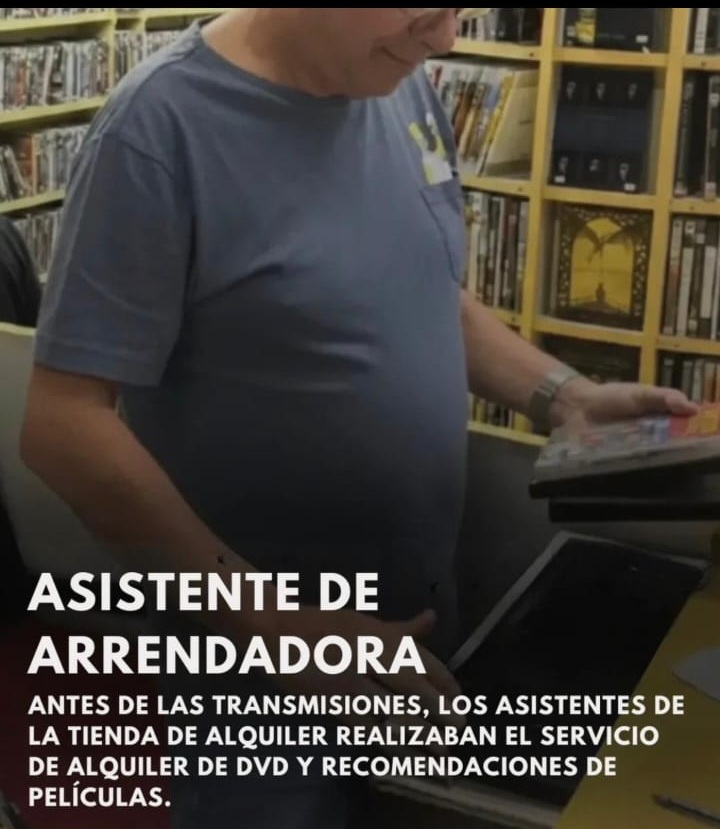 ASISTENTE DE
ARRENDADORA
ANTES DE LAS TRANSMISIONES, LOS ASISTENTES DE
LA TIENDA DE ALQUILER REALIZABAN EL SERVICIO
DE ALQUILER DE DVD Y RECOMENDACIONES DE
PELÍCULAS.